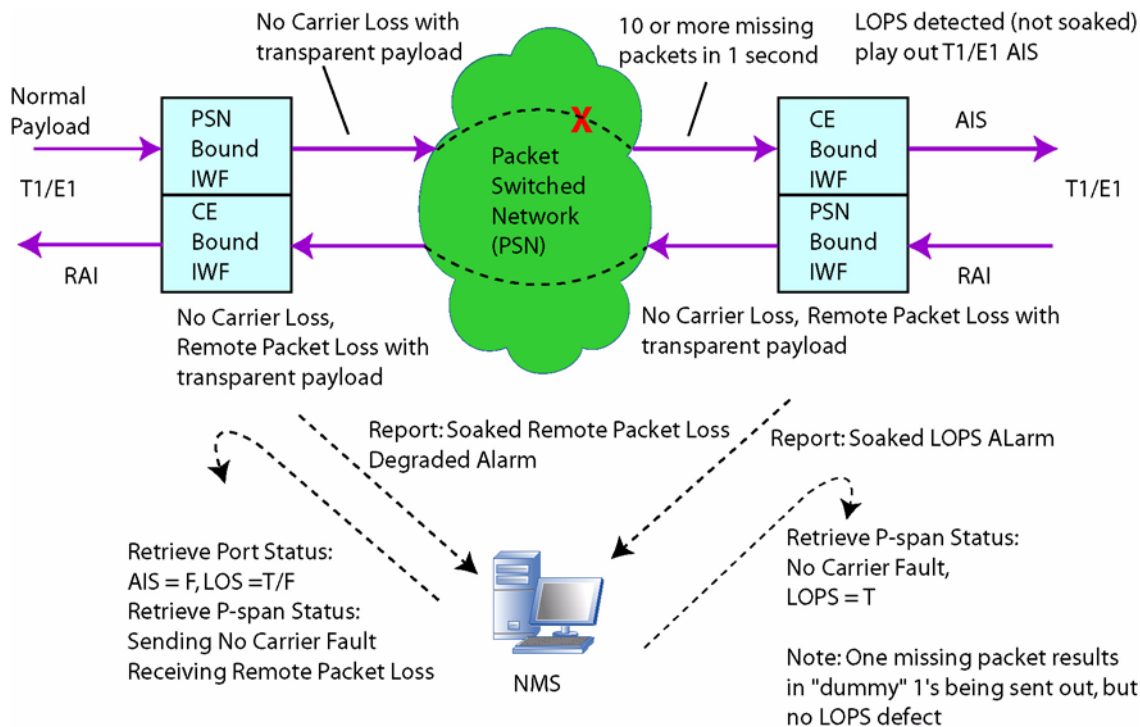 No Carrier Loss with
transparent payload
10 or more missing
packets in 1 second
LOPS detected (not soaked)
play out T1/E1 AIS
Normal
Payload
T1/E1
PSN
Bound
IWF
X
Packet
Switched
Network
(PSN)
CE
Bound
IWF
AIS
T1/E1
RAI
CE
Bound
IWF
PSN
Bound
IWF
RAI
No Carrier Loss,
Remote Packet Loss with
transparent payload
No Carrier Loss, Remote Packet Loss with
transparent payload
Report: Soaked Remote Packet Loss
Degraded Alarm
Report: Soaked LOPS ALarm
Retrieve Port Status:
AIS = F, LOS =T/F
Retrieve P-span Status:
Sending No Carrier Fault
Receiving Remote Packet Loss
NMS
Retrieve P-span Status:
No Carrier Fault,
LOPS = T
Note: One missing packet results
in "dummy" 1's being sent out, but
no LOPS defect